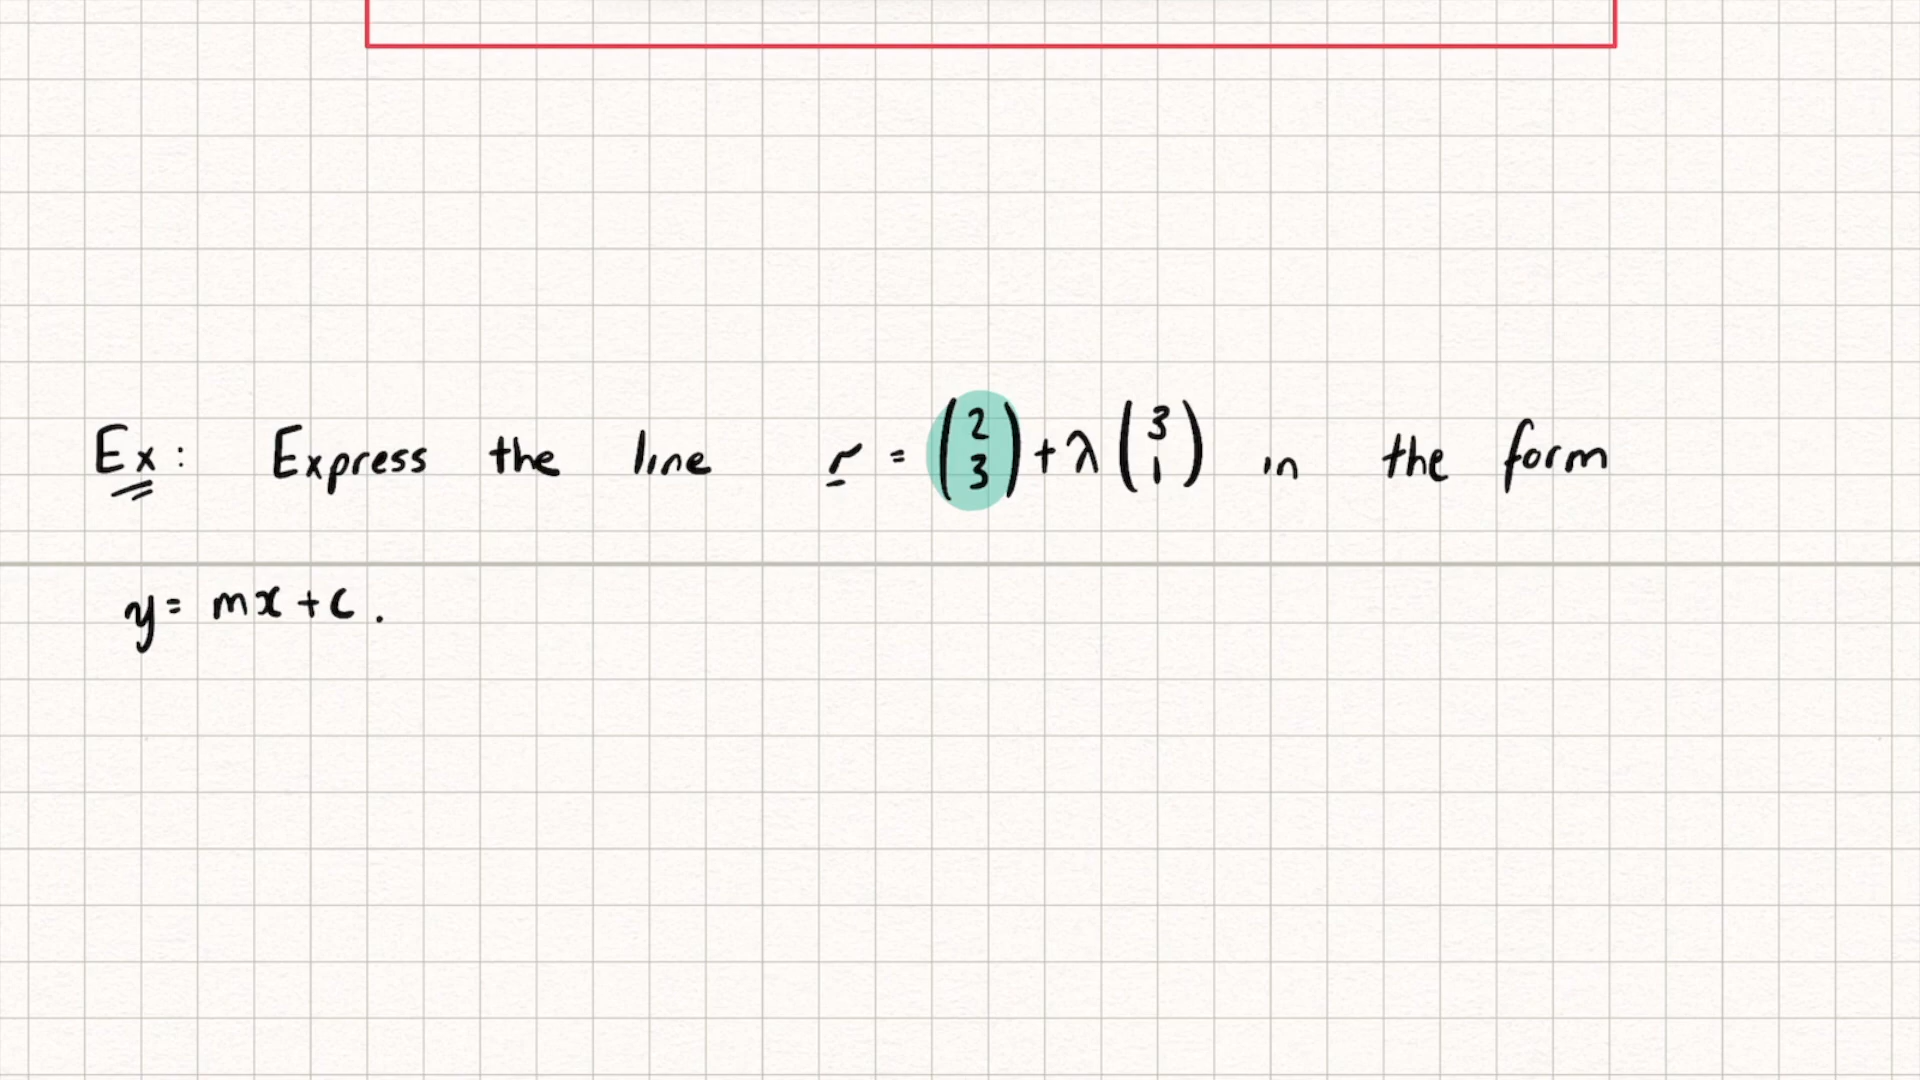 Ex: Express the line r = (2 3) + λ (3 1) in the form
y = mx + c.